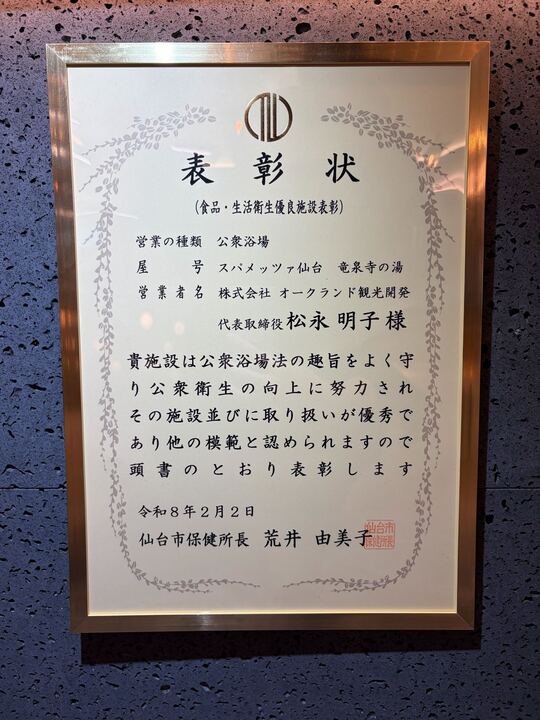 表彰状
(食品・生活衛生優良施設表彰)
営業の種類 公衆浴場
屋号 スパメッツァ仙台 竜泉寺の湯
営業者名 株式会社 オークランド観光開発
代表取締役 松永 明子 様
貴施設は公衆浴場法の趣旨をよく守
り公衆衛生の向上に努力され
その施設並びに取り扱いが優秀で
あり他の模範と認められますので
頭書のとおり表彰します
令和8年2月2日
仙台市保健所長 荒井 由美子
仙台市